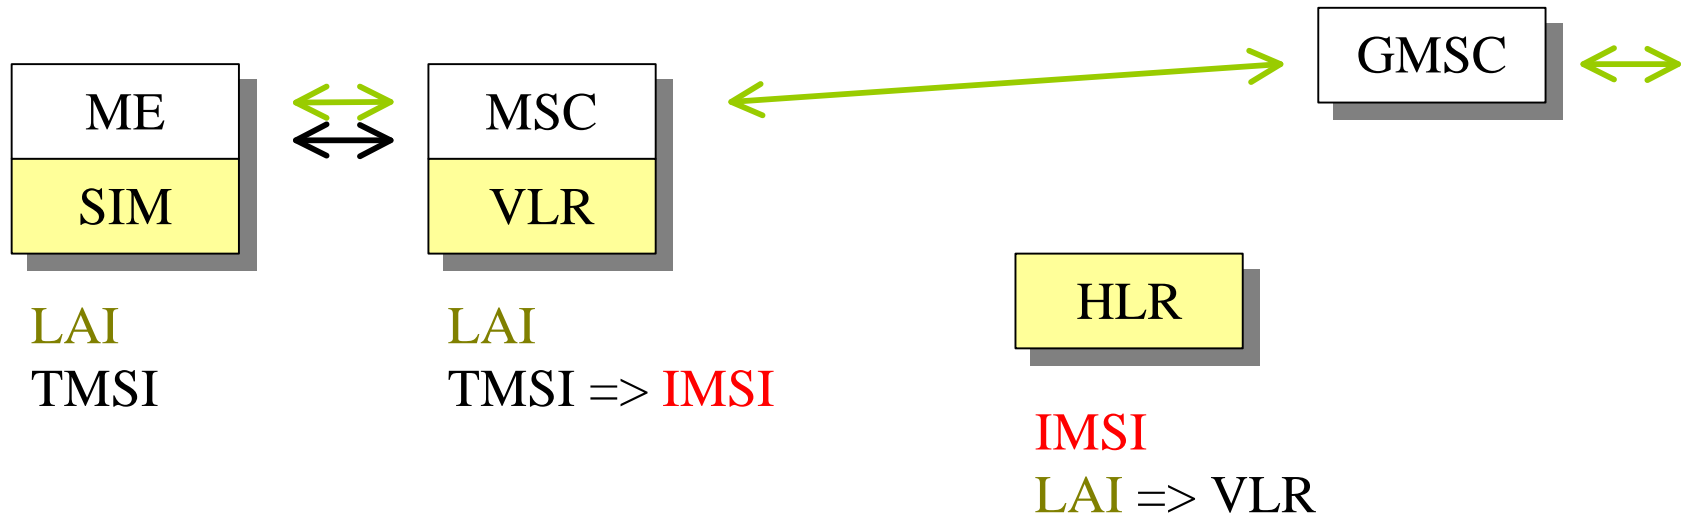 GMSC
ME
MSC
SIM
VLR
HLR
LAI
TMSI
LAI
TMSI => IMSI
IMSI
LAI => VLR